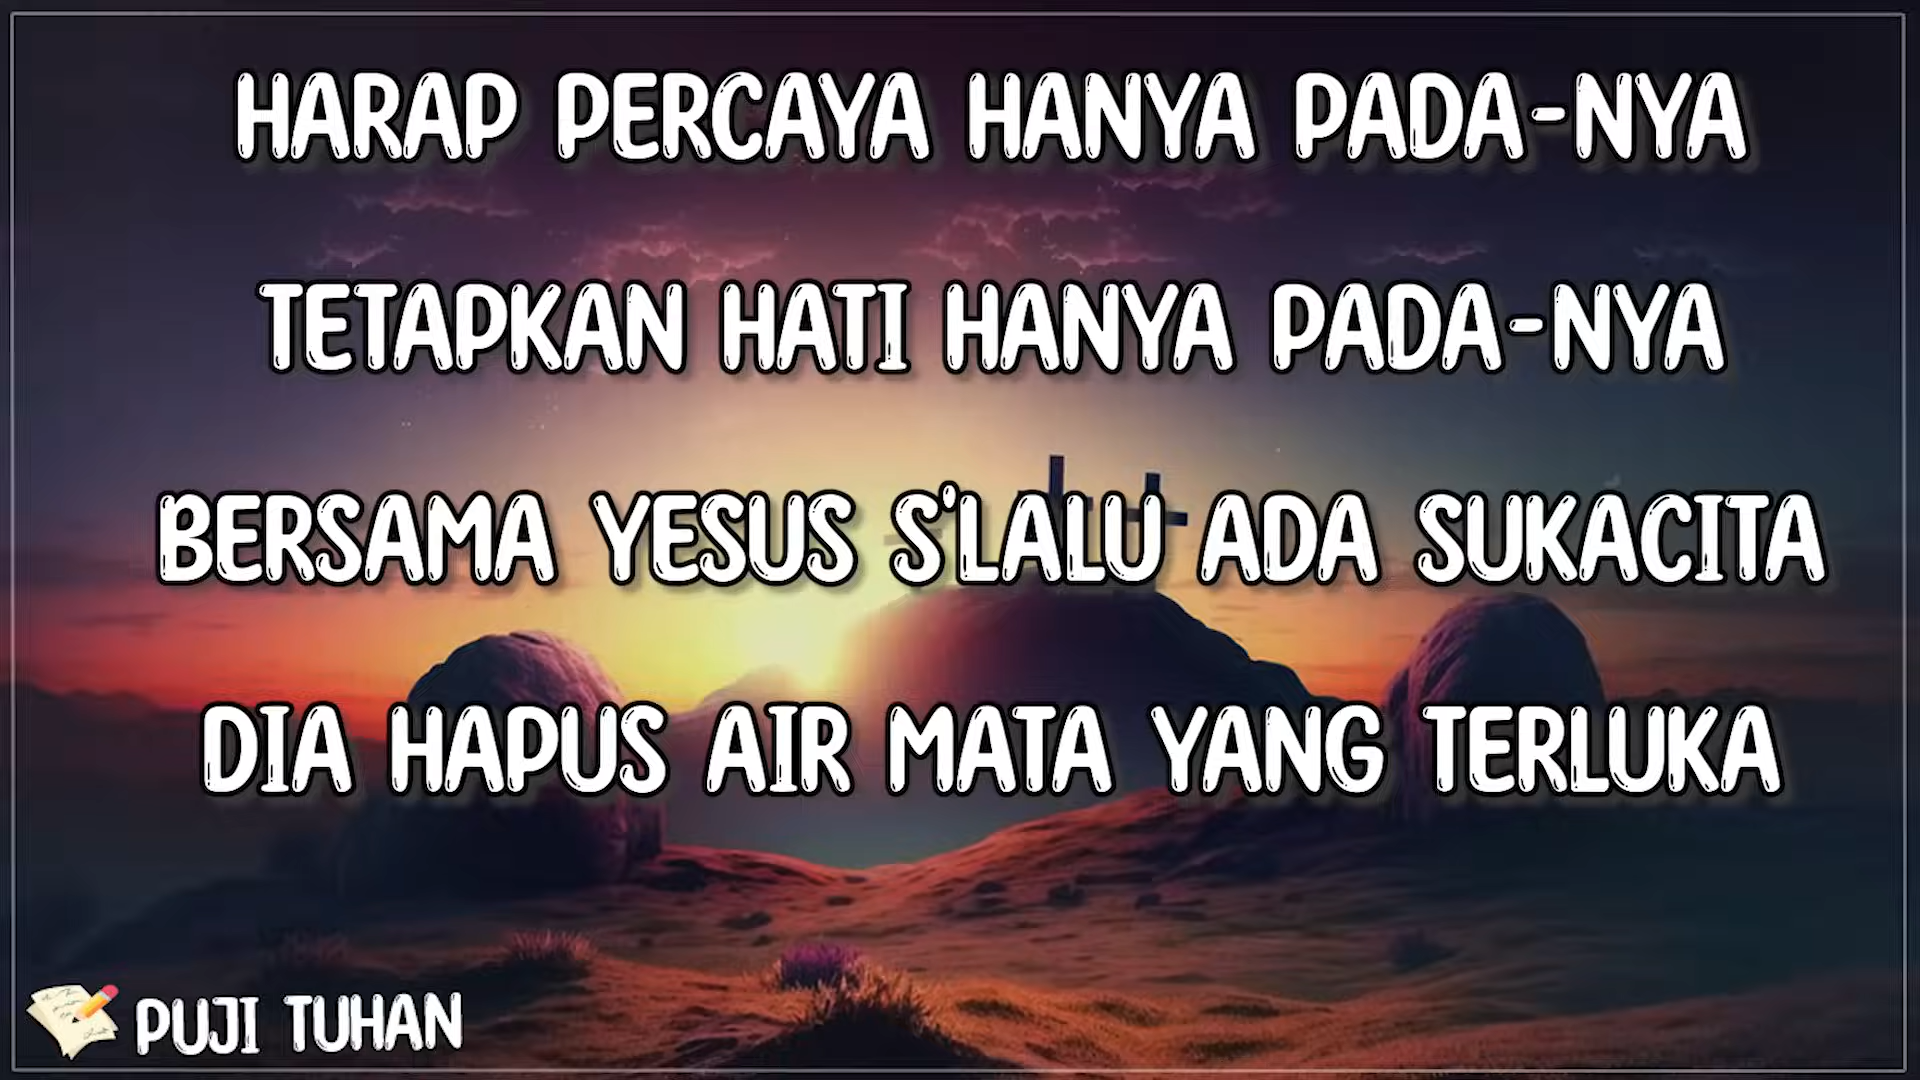 HARAP PERCAYA HANYA PADA-NYA
TETAPKAN HATI HANYA PADA-NYA
BERSAMA YESUS S'LALU ADA SUKACITA
DIA HAPUS AIR MATA YANG TERLUKA
PUJI TUHAN